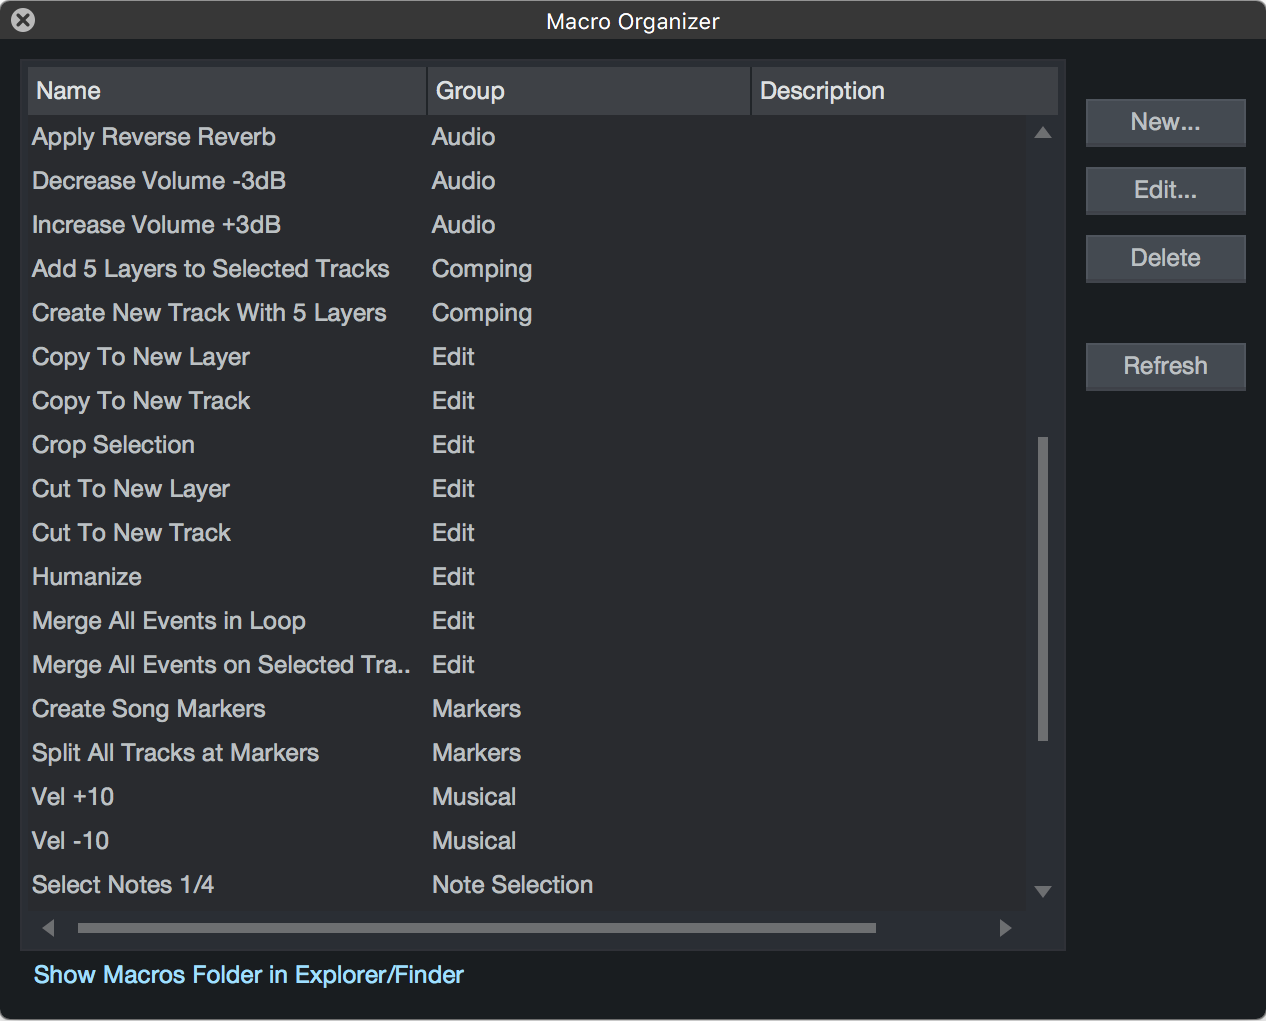 Macro Organizer
Name Group Description
Apply Reverse Reverb Audio
Decrease Volume -3dB Audio
Increase Volume +3dB Audio
Add 5 Layers to Selected Tracks Comping
Create New Track With 5 Layers Comping
Copy To New Layer Edit
Copy To New Track Edit
Crop Selection Edit
Cut To New Layer Edit
Cut To New Track Edit
Humanize Edit
Merge All Events in Loop Edit
Merge All Events on Selected Tra.. Edit
Create Song Markers Markers
Split All Tracks at Markers Markers
Vel +10 Musical
Vel -10 Musical
Select Notes 1/4 Note Selection
New...
Edit...
Delete
Refresh
Show Macros Folder in Explorer/Finder